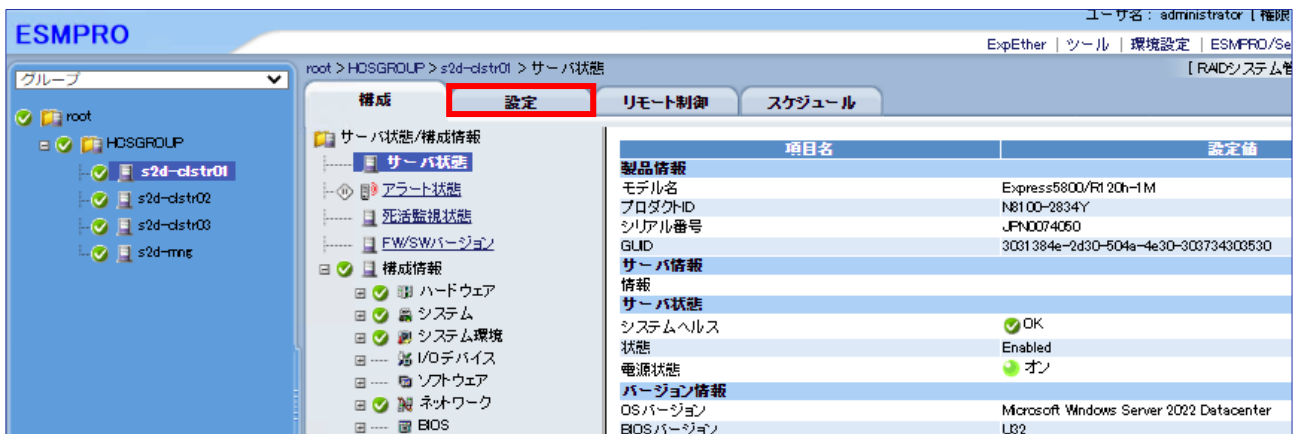 ユーザ名： administrator [ 権限
ESMPRO
ExpEther | ツール | 環境設定 | ESMPRO/Se
グループ
root > HCSGROUP > s2d-clstr01 > サーバ状態
[ RAIDシステム管
構成
設定
リモート制御
スケジュール
root
HCSGROUP
s2d-clstr01
s2d-clstr02
s2d-clstr03
s2d-mng
サーバ状態/構成情報
サーバ状態
アラート状態
死活監視状態
FW/SWバージョン
構成情報
ハードウェア
システム
システム環境
I/Oデバイス
ソフトウェア
ネットワーク
BIOS
項目名 設定値
製品情報
モデル名 Express5800/R120h-1M
プロダクトID N8100-2834Y
シリアル番号 JPN0074050
GUID 3031384e-2d30-504a-4e30-303734303530
サーバ情報
情報
サーバ状態
システムヘルス OK
状態 Enabled
電源状態 オン
バージョン情報
OSバージョン Microsoft Windows Server 2022 Datacenter
BIOSバージョン U32